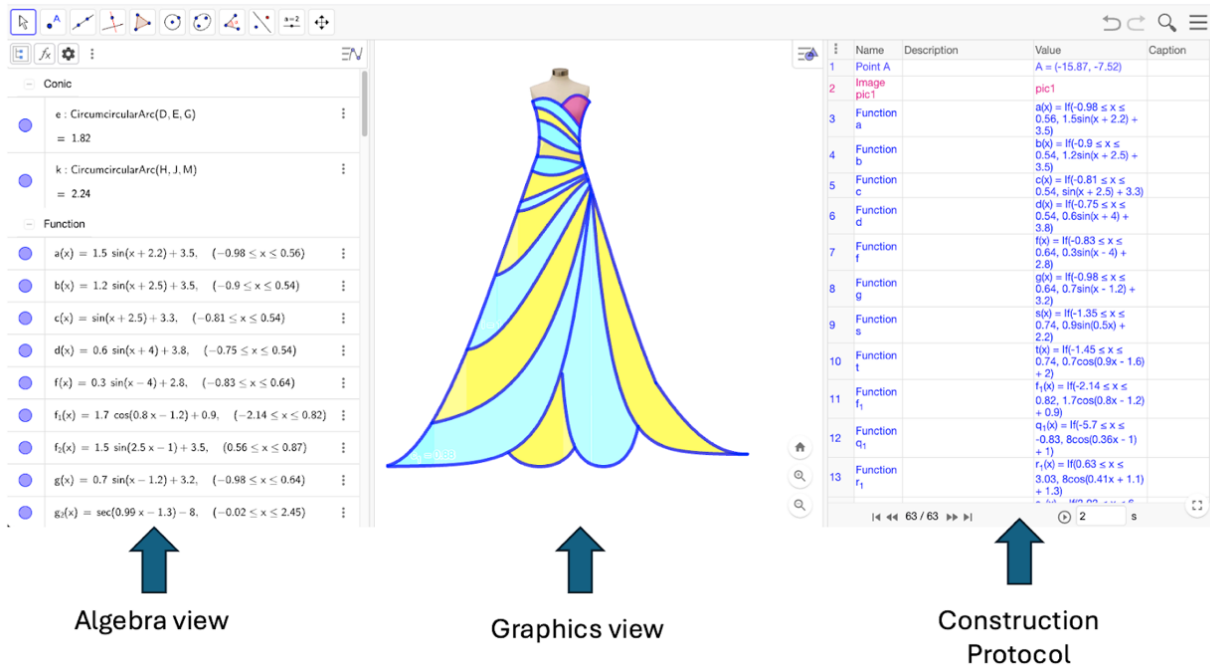 A
a=2
fx
Conic
e : CircumcircularArc(D, E, G)
= 1.82
k : CircumcircularArc(H, J, M)
= 2.24
Function
a(x) = 1.5 sin(x + 2.2) + 3.5, (−0.98 ≤ x ≤ 0.56)
b(x) = 1.2 sin(x + 2.5) + 3.5, (−0.9 ≤ x ≤ 0.54)
c(x) = sin(x + 2.5) + 3.3, (−0.81 ≤ x ≤ 0.54)
d(x) = 0.6 sin(x + 4) + 3.8, (−0.75 ≤ x ≤ 0.54)
f(x) = 0.3 sin(x − 4) + 2.8, (−0.83 ≤ x ≤ 0.64)
f₁(x) = 1.7 cos(0.8 x − 1.2) + 0.9, (−2.14 ≤ x ≤ 0.82)
f₂(x) = 1.5 sin(2.5 x − 1) + 3.5, (0.56 ≤ x ≤ 0.87)
g(x) = 0.7 sin(x − 1.2) + 3.2, (−0.98 ≤ x ≤ 0.64)
g₂(x) = sec(0.99 x − 1.3) − 8, (−0.02 ≤ x ≤ 2.45)
Name Description Value Caption
1 Point A A = (-15.87, -7.52)
2 Image pic1 pic1
3 Function a a(x) = If(-0.98 ≤ x ≤
0.56, 1.5sin(x + 2.2) +
3.5)
4 Function b b(x) = If(-0.9 ≤ x ≤
0.54, 1.2sin(x + 2.5) +
3.5)
5 Function c c(x) = If(-0.81 ≤ x ≤
0.54, sin(x + 2.5) + 3.3)
6 Function d d(x) = If(-0.75 ≤ x ≤
0.54, 0.6sin(x + 4) +
3.8)
7 Function f f(x) = If(-0.83 ≤ x ≤
0.64, 0.3sin(x - 4) +
2.8)
8 Function g g(x) = If(-0.98 ≤ x ≤
0.64, 0.7sin(x - 1.2) +
3.2)
9 Function s s(x) = If(-1.35 ≤ x ≤
0.74, 0.9sin(0.5x) +
2.2)
10 Function t t(x) = If(-1.45 ≤ x ≤
0.74, 0.7cos(0.9x - 1.6)
+ 2)
11 Function f₁ f₁(x) = If(-2.14 ≤ x ≤
0.82, 1.7cos(0.8x - 1.2)
+ 0.9)
12 Function q₁ q₁(x) = If(-5.7 ≤ x ≤
-0.83, 8cos(0.36x - 1)
+ 1)
13 Function r₁ r₁(x) = If(0.63 ≤ x ≤
3.03, 8cos(0.41x + 1.1)
+ 1.3)
63 / 63 2 s
Algebra view
Graphics view
Construction
Protocol